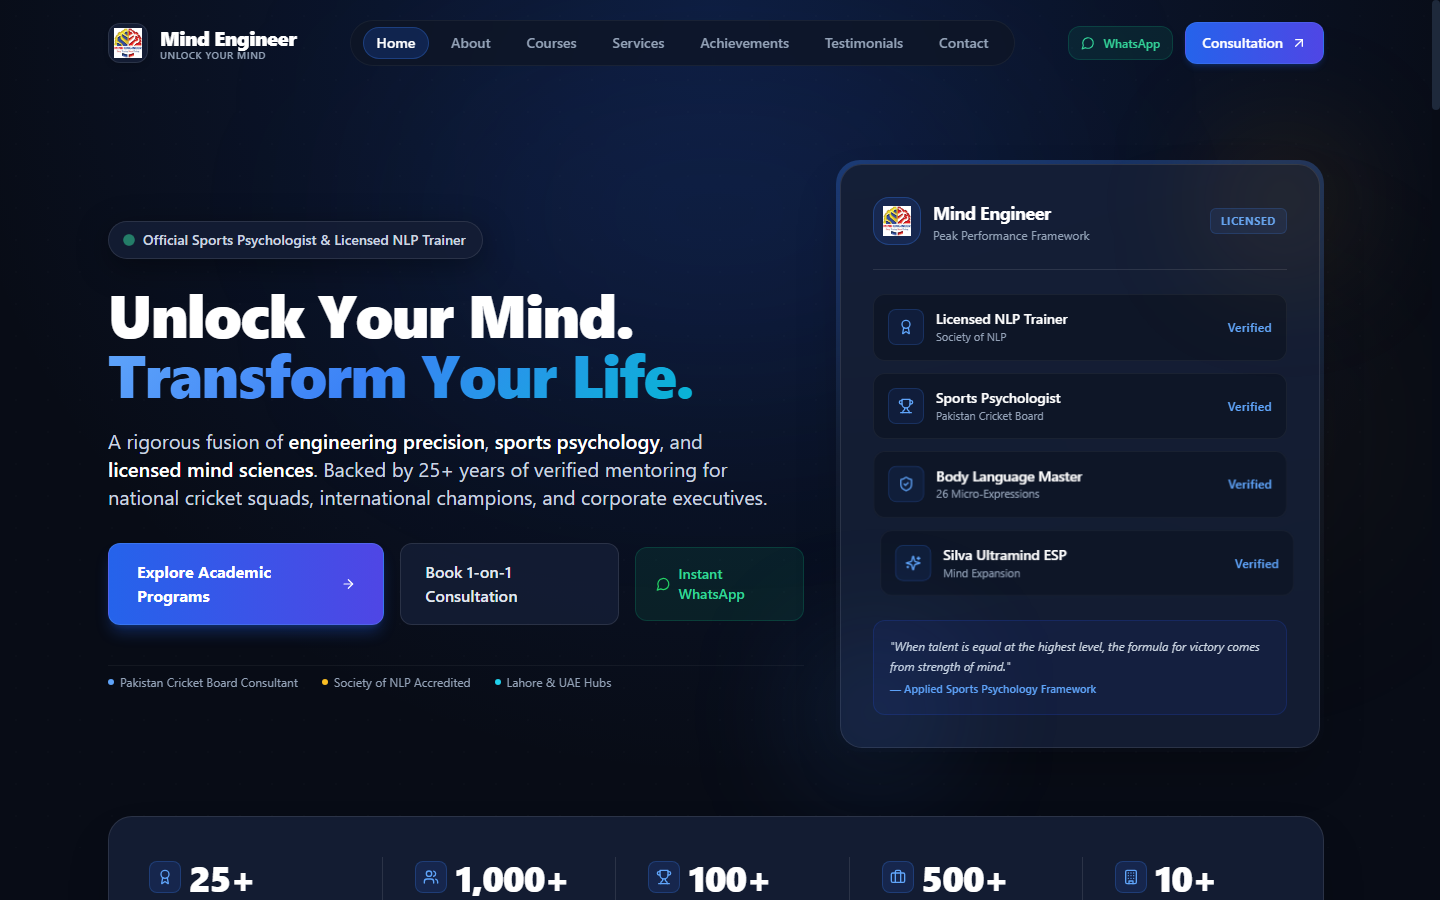 Mind Engineer
UNLOCK YOUR MIND
Home
About
Courses
Services
Achievements
Testimonials
Contact
WhatsApp
Consultation
Official Sports Psychologist & Licensed NLP Trainer
Unlock Your Mind.
Transform Your Life.
A rigorous fusion of engineering precision, sports psychology, and
licensed mind sciences. Backed by 25+ years of verified mentoring for
national cricket squads, international champions, and corporate executives.
Explore Academic
Programs
Book 1-on-1
Consultation
Instant
WhatsApp
Pakistan Cricket Board Consultant
Society of NLP Accredited
Lahore & UAE Hubs
Mind Engineer
Peak Performance Framework
LICENSED
Licensed NLP Trainer
Society of NLP
Verified
Sports Psychologist
Pakistan Cricket Board
Verified
Body Language Master
26 Micro-Expressions
Verified
Silva Ultramind ESP
Mind Expansion
Verified
"When talent is equal at the highest level, the formula for victory comes
from strength of mind."
— Applied Sports Psychology Framework
25+
1,000+
100+
500+
10+